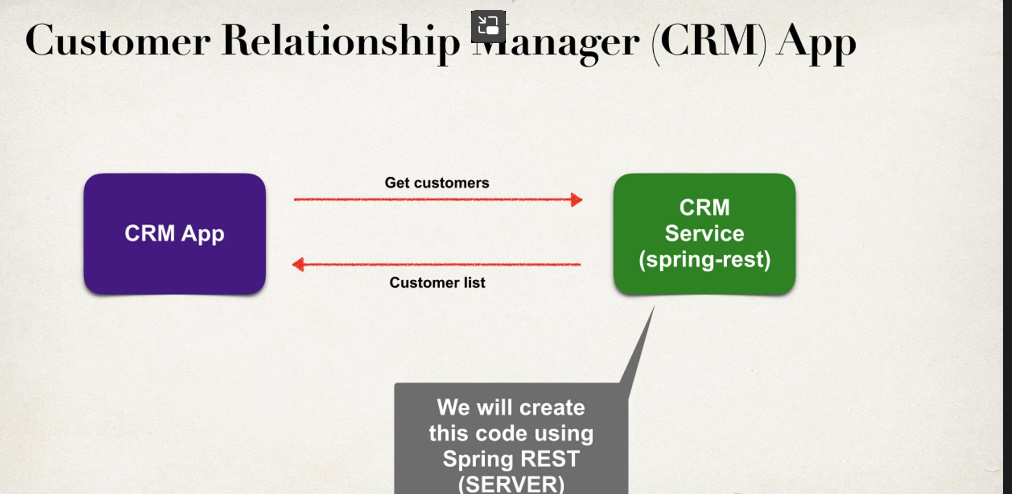 Customer Relationship Manager (CRM) App
Get customers
CRM App
CRM
Service
(spring-rest)
Customer list
We will create
this code using
Spring REST
(SERVER)